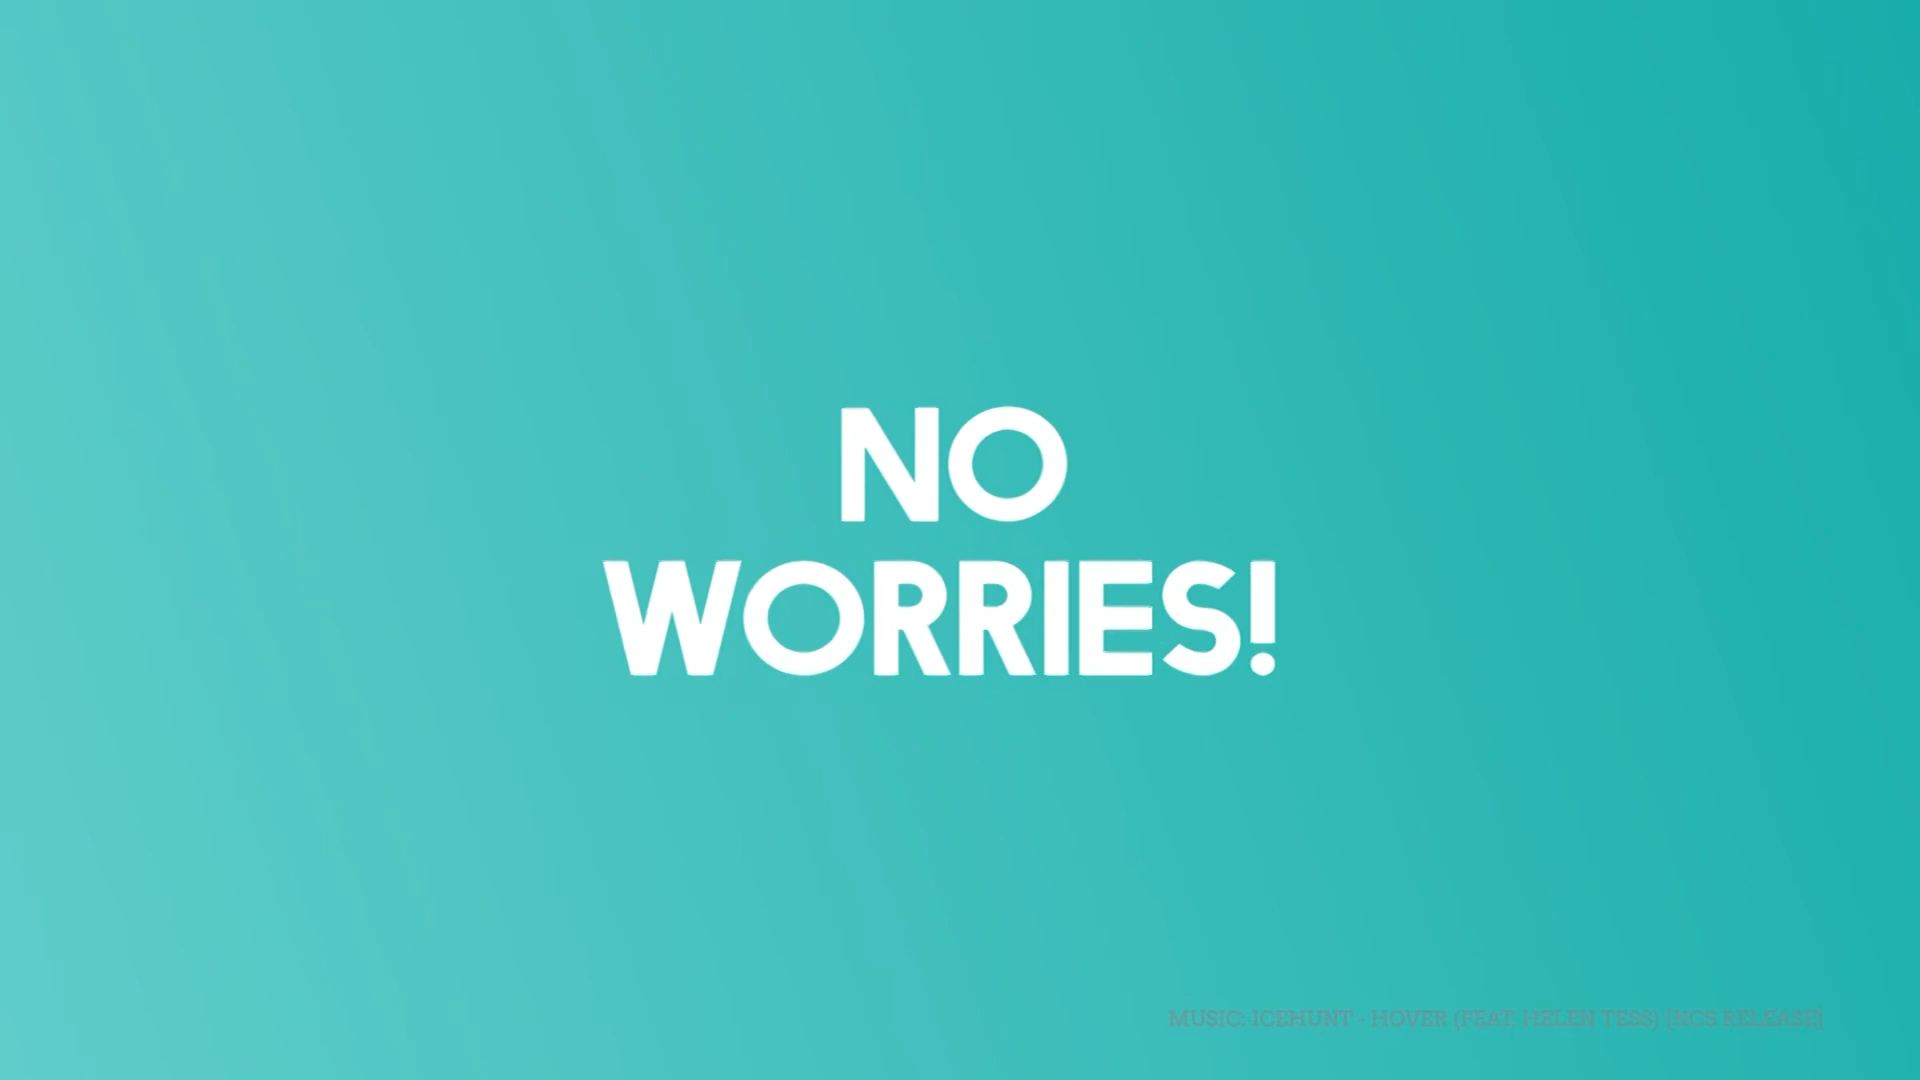 NO
WORRIES!
MUSIC: ICEHUNT - HOVER (FEAT. HELEN TESS) [NCS RELEASE]